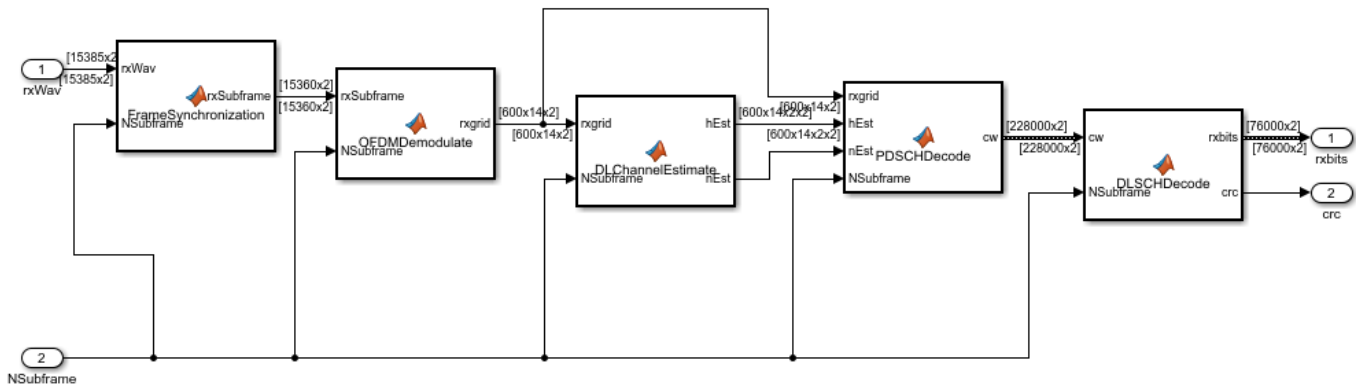 1
rxWav
[15385x2
[15385x2]
rxWav
NSubframe
rxSubframe
FrameSynchronization
[15360x2]
[15360x2]
rxSubframe
NSubframe
rxgrid
OFDMDemodulate
[600x14x2]
[600x14x2]
rxgrid
NSubframe
hEst
nEst
DLChannelEstimate
[600x14x2]
[600x14x2x2]
[600x14x2x2]
rxgrid
hEst
nEst
NSubframe
cw
PDSCHDecode
[228000x2]
[228000x2]
cw
NSubframe
rxbits
crc
DLSCHDecode
[76000x2]
[76000x2]
1
rxbits
2
crc
2
NSubframe